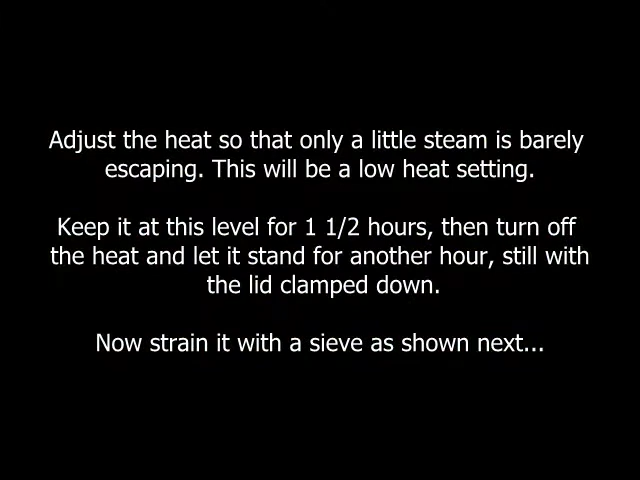 Adjust the heat so that only a little steam is barely
escaping. This will be a low heat setting.
Keep it at this level for 1 1/2 hours, then turn off
the heat and let it stand for another hour, still with
the lid clamped down.
Now strain it with a sieve as shown next...